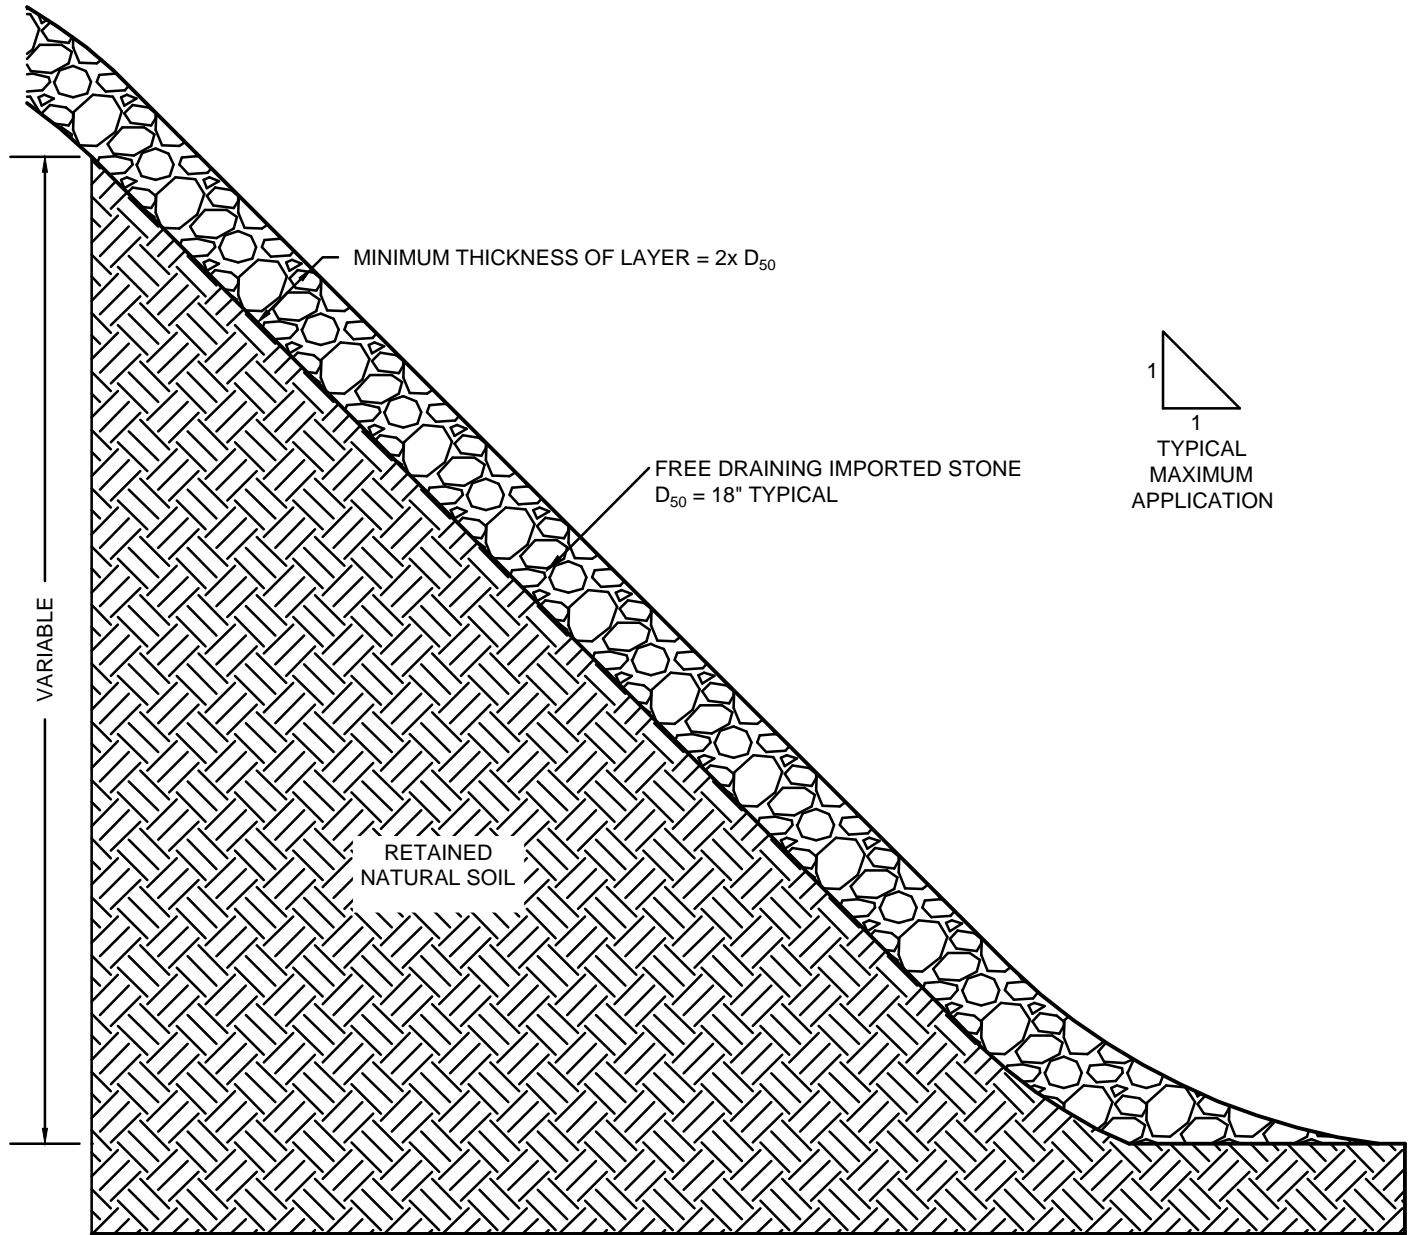 MINIMUM THICKNESS OF LAYER = 2x D₅₀
1
1
TYPICAL
MAXIMUM
APPLICATION
FREE DRAINING IMPORTED STONE
D₅₀ = 18" TYPICAL
VARIABLE
RETAINED
NATURAL SOIL